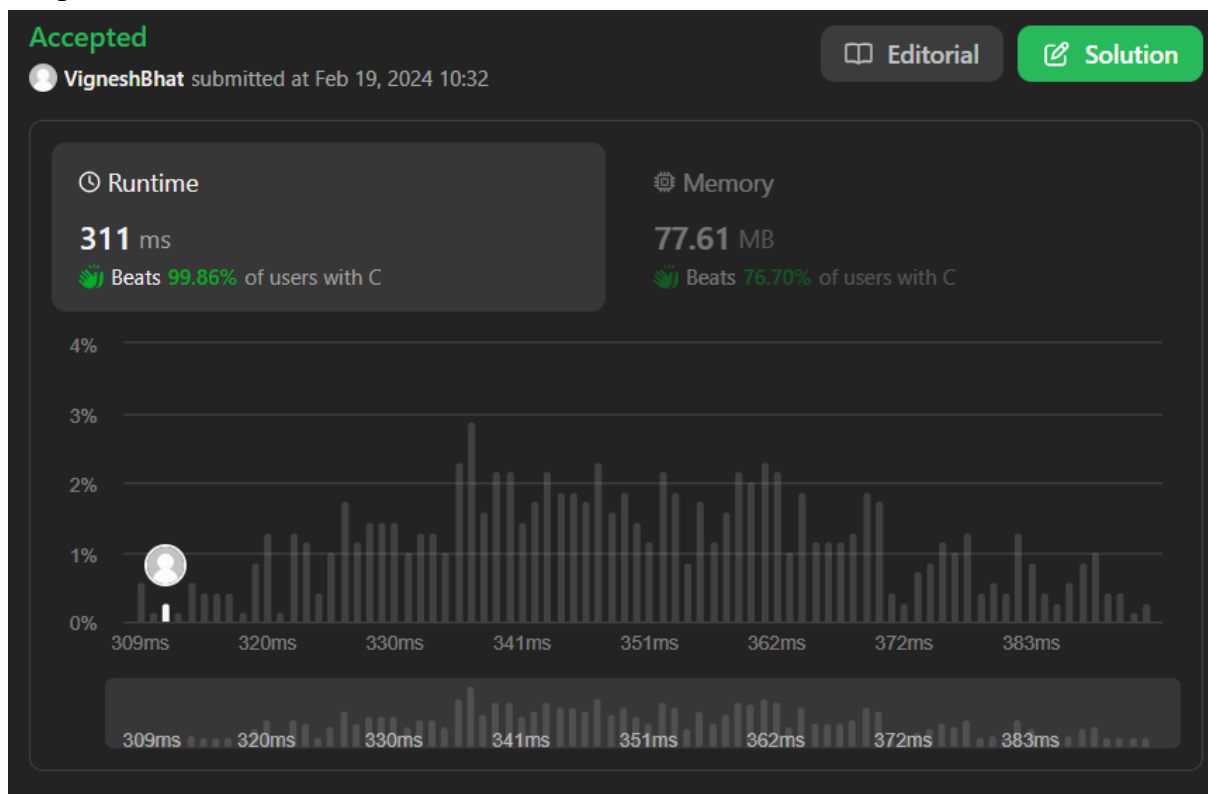 Accepted
Editorial
Solution
VigneshBhat submitted at Feb 19, 2024 10:32
Runtime
311 ms
Beats 99.86% of users with C
Memory
77.61 MB
Beats 76.70% of users with C
4%
3%
2%
1%
0%
309ms 320ms 330ms 341ms 351ms 362ms 372ms 383ms
309ms 320ms 330ms 341ms 351ms 362ms 372ms 383ms